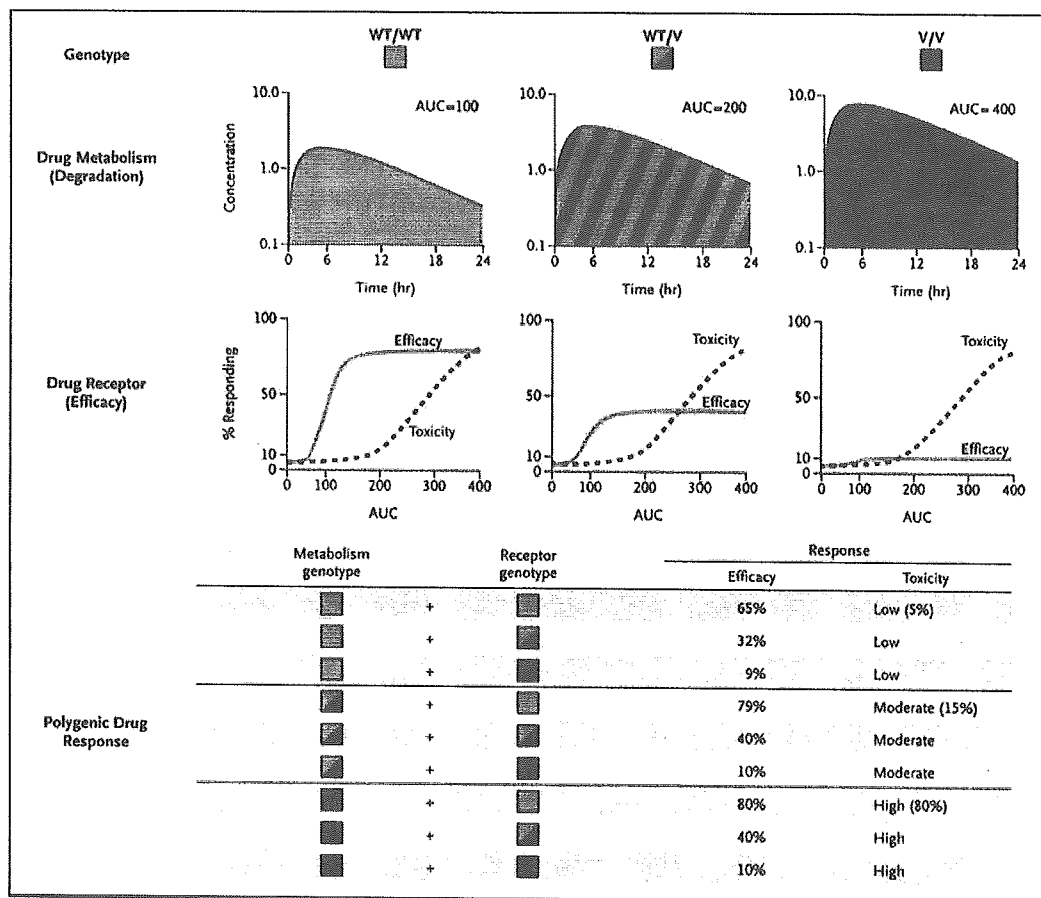 Genotype
WT/WT
WT/V
V/V
Drug Metabolism
(Degradation)
Concentration
10.0
1.0
0.1
AUC=100
0 6 12 18 24
Time (hr)
10.0
1.0
0.1
AUC=200
0 6 12 18 24
Time (hr)
10.0
1.0
0.1
AUC=400
0 6 12 18 24
Time (hr)
Drug Receptor
(Efficacy)
% Responding
100
50
10
0
Efficacy
Toxicity
0 100 200 300 400
AUC
100
50
10
0
Toxicity
Efficacy
0 100 200 300 400
AUC
100
50
10
0
Toxicity
Efficacy
0 100 200 300 400
AUC
Polygenic Drug
Response
Metabolism
genotype
Receptor
genotype
Response
Efficacy Toxicity
+ 65% Low (5%)
+ 32% Low
+ 9% Low
+ 79% Moderate (15%)
+ 40% Moderate
+ 10% Moderate
+ 80% High (80%)
+ 40% High
+ 10% High